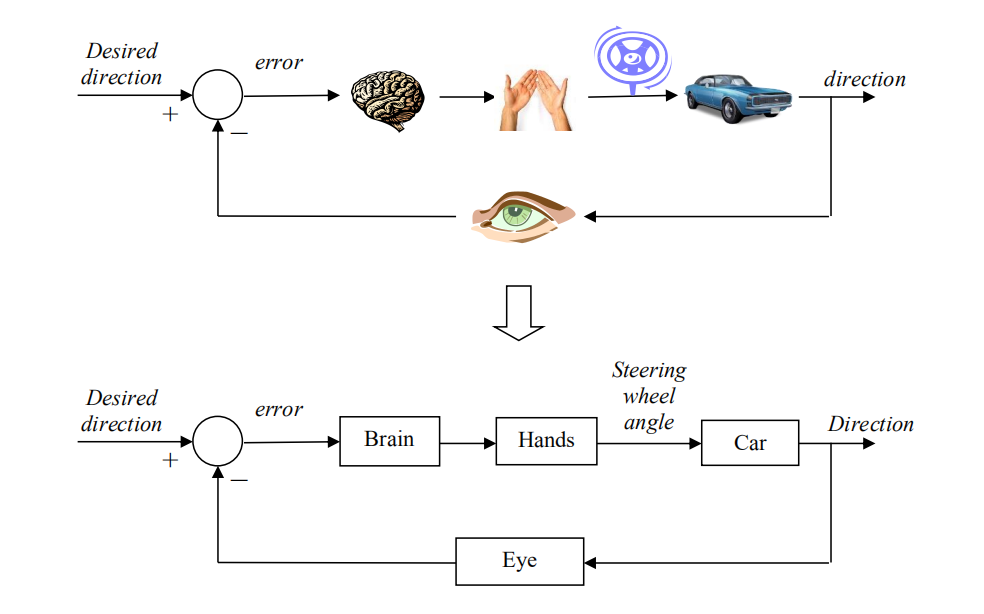 Desired
direction
error
direction
+
—
Desired
direction
error
Brain
Hands
Steering
wheel
angle
Car
Direction
+
—
Eye